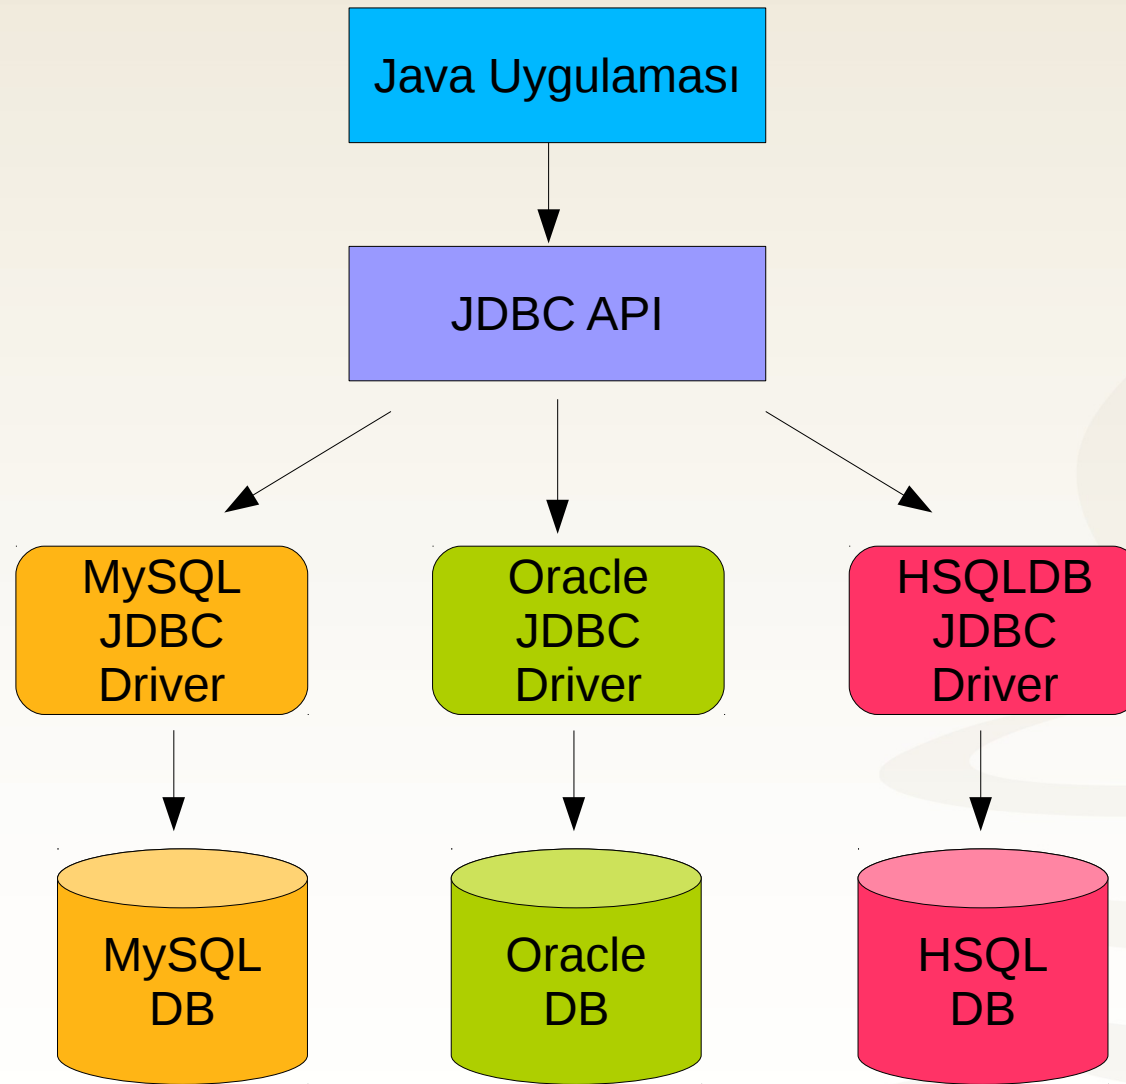 Java Uygulaması
JDBC API
MySQL
JDBC
Driver
Oracle
JDBC
Driver
HSQLDB
JDBC
Driver
MySQL
DB
Oracle
DB
HSQL
DB